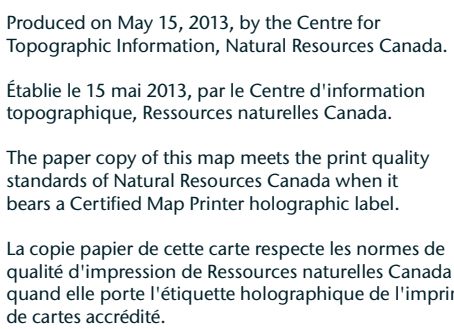 Produced on May 15, 2013, by the Centre for
Topographic Information, Natural Resources Canada.
Établie le 15 mai 2013, par le Centre d'information
topographique, Ressources naturelles Canada.
The paper copy of this map meets the print quality
standards of Natural Resources Canada when it
bears a Certified Map Printer holographic label.
La copie papier de cette carte respecte les normes de
qualité d'impression de Ressources naturelles Canada
quand elle porte l'étiquette holographique de
de cartes accrédité.